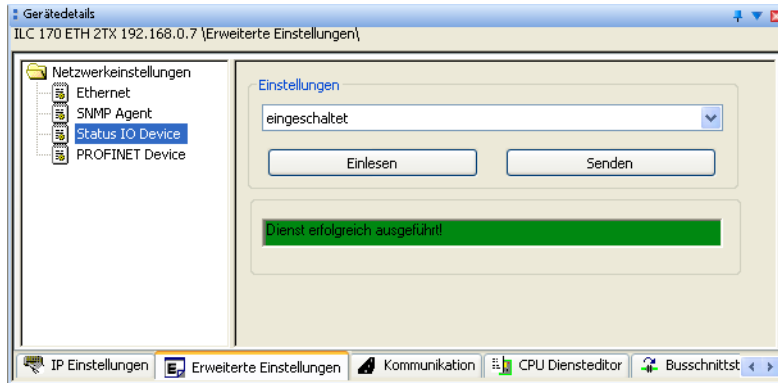 Gerätedetails
ILC 170 ETH 2TX 192.168.0.7 \Erweiterte Einstellungen\
Netzwerkeinstellungen
Ethernet
SNMP Agent
Status IO Device
PROFINET Device
Einstellungen
eingeschaltet
Einlesen
Senden
Dienst erfolgreich ausgeführt!
IP Einstellungen
Erweiterte Einstellungen
Kommunikation
CPU Diensteditor
Busschnittst